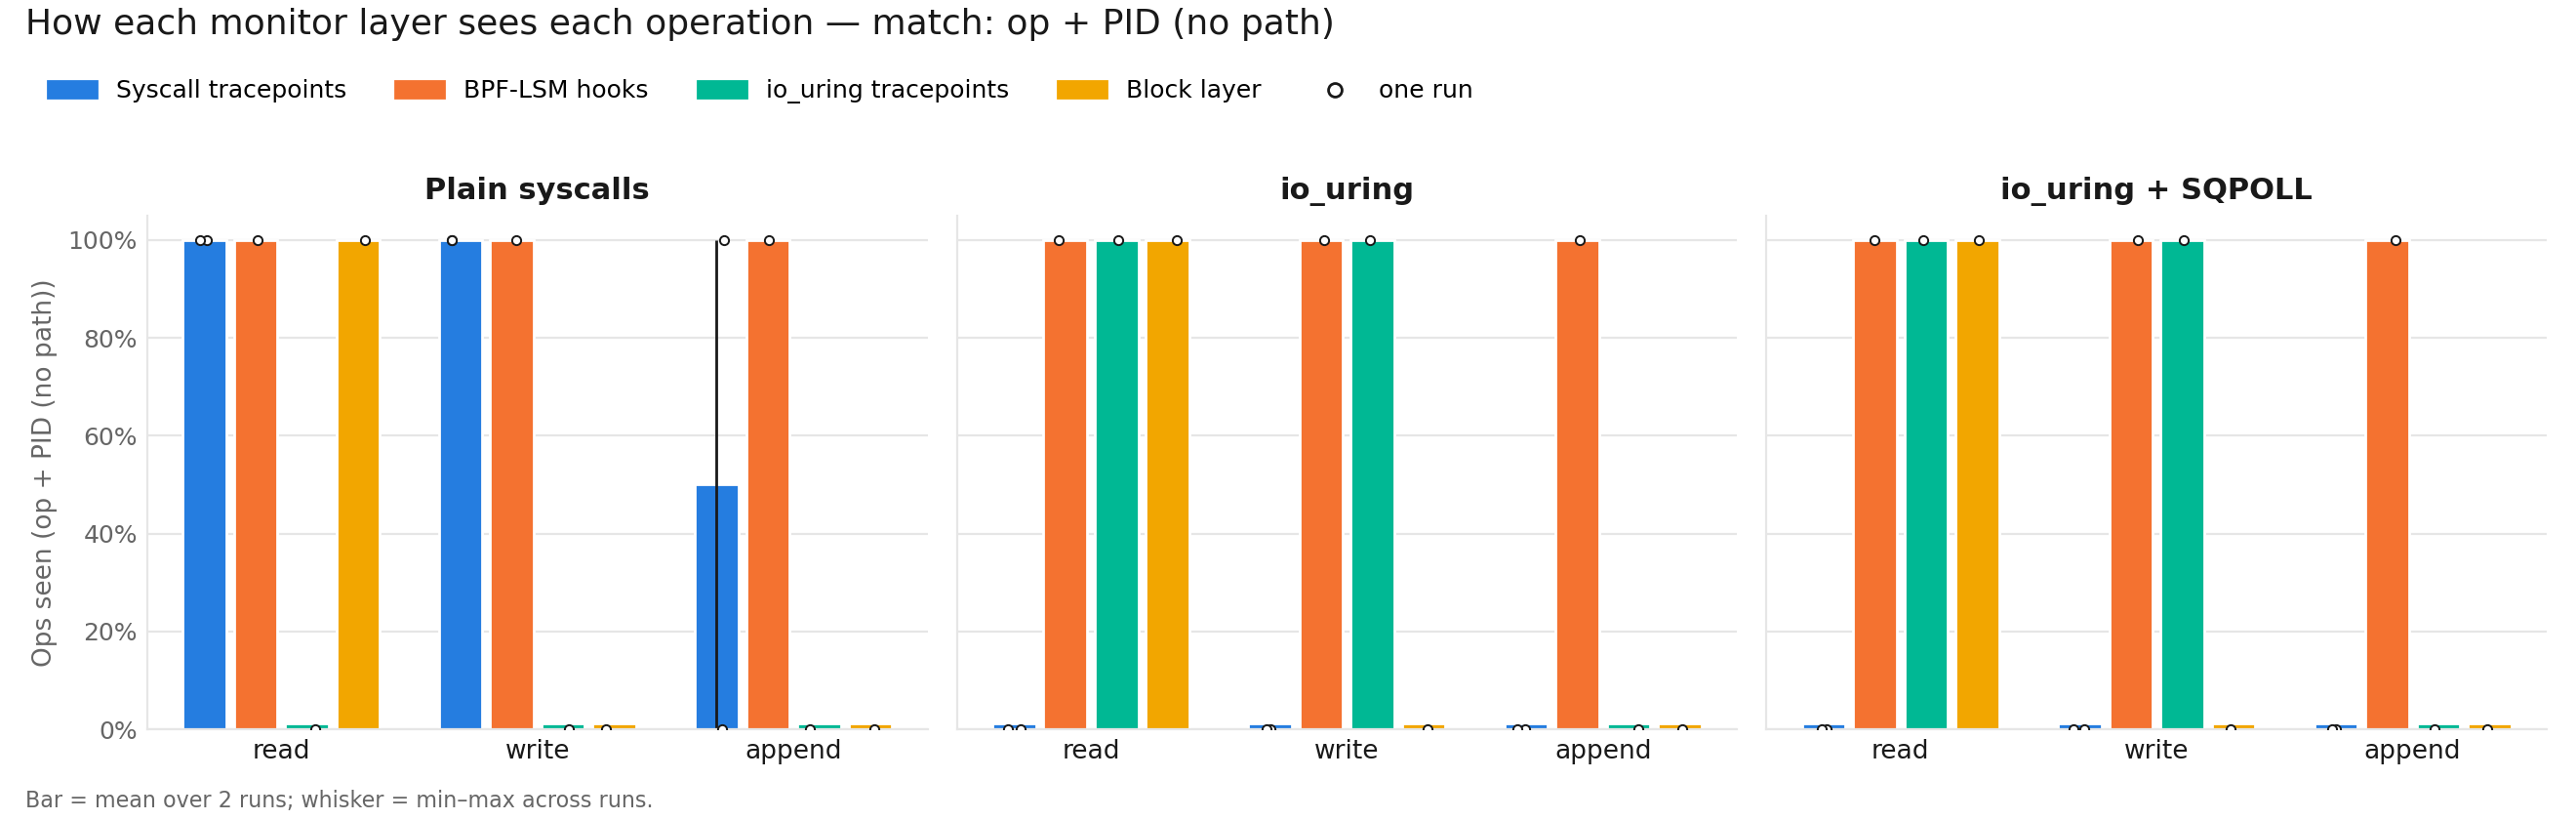 How each monitor layer sees each operation — match: op + PID (no path)
Syscall tracepoints BPF-LSM hooks io_uring tracepoints Block layer one run
Plain syscalls io_uring io_uring + SQPOLL
Ops seen (op + PID (no path))
100%
80%
60%
40%
20%
0%
read write append read write append read write append
Bar = mean over 2 runs; whisker = min–max across runs.